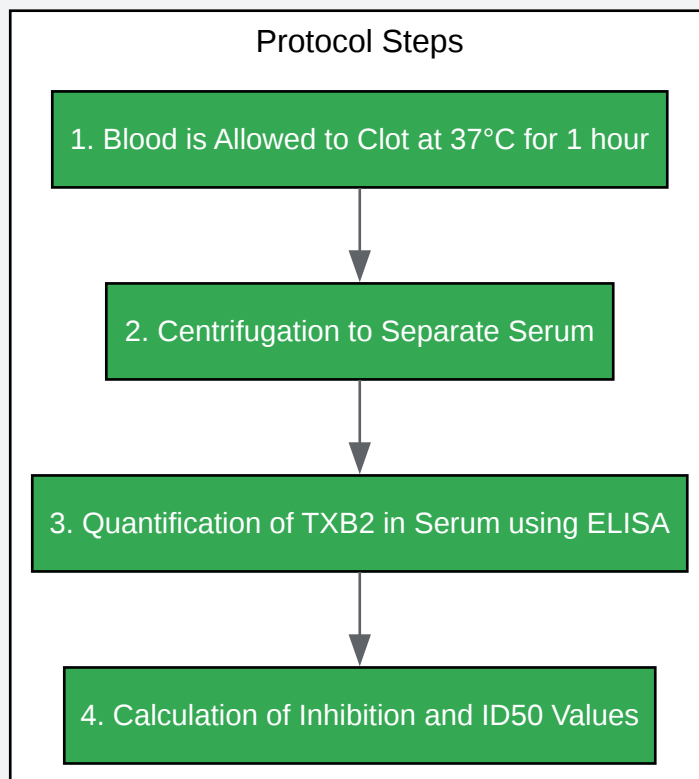 Protocol Steps
1. Blood is Allowed to Clot at 37°C for 1 hour
2. Centrifugation to Separate Serum
3. Quantification of TXB2 in Serum using ELISA
4. Calculation of Inhibition and ID50 Values